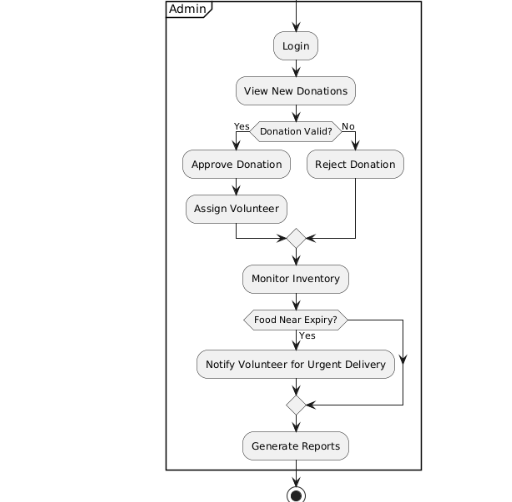 Admin
Login
View New Donations
Donation Valid?
Yes
No
Approve Donation
Reject Donation
Assign Volunteer
Monitor Inventory
Food Near Expiry?
Yes
Notify Volunteer for Urgent Delivery
Generate Reports